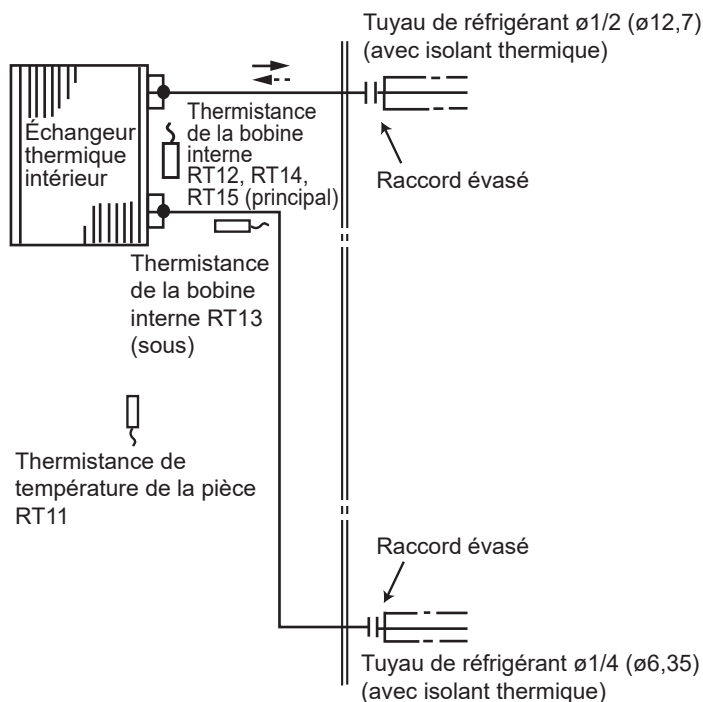 Tuyau de réfrigérant ø1/2 (ø12,7)
(avec isolant thermique)
Échangeur
thermique
intérieur
Thermistance
de la bobine
interne
RT12, RT14,
RT15 (principal)
Raccord évasé
Thermistance
de la bobine
interne RT13
(sous)
Thermistance de
température de la pièce
RT11
Raccord évasé
Tuyau de réfrigérant ø1/4 (ø6,35)
(avec isolant thermique)